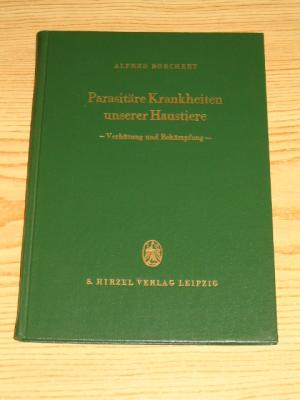 ALFRED BORCHERT
Parasitäre Krankheiten
unserer Haustiere
– Verhütung und Bekämpfung –
S. HIRZEL VERLAG LEIPZIG